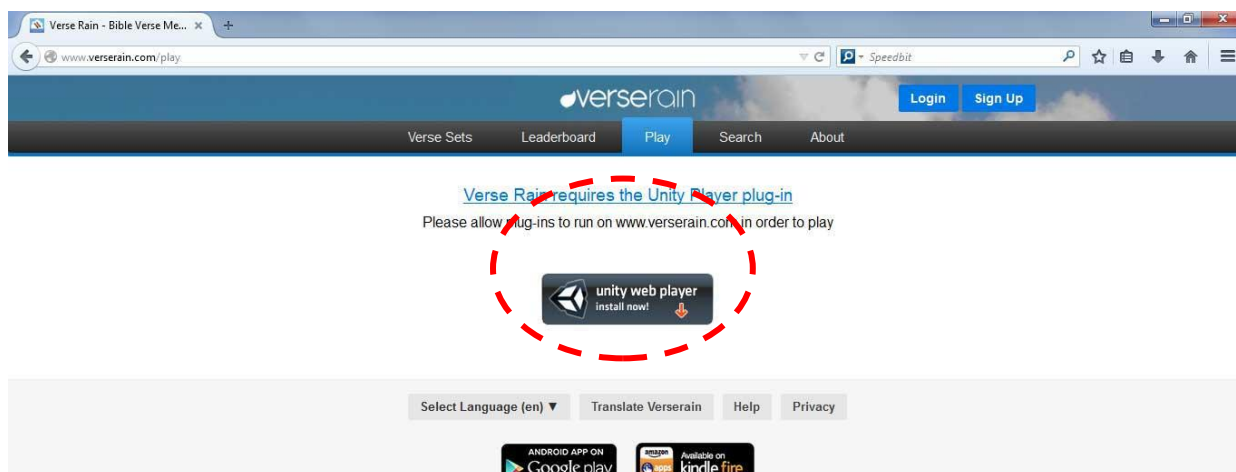 Verse Rain - Bible Verse Me...
www.verserain.com/play
Speedbit
verserain
Login Sign Up
Verse Sets Leaderboard Play Search About
Verse Rain requires the Unity Player plug-in
Please allow plug-ins to run on www.verserain.com in order to play
unity web player
install now!
Select Language (en) ▼ Translate Verserain Help Privacy
ANDROID APP ON
Google play
amazon
apps
Available on
kindle fire